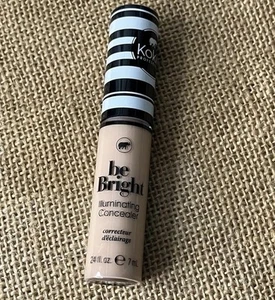 be
Bright
Illuminating
Concealer
correcteur
d'éclairage
.24 fl. oz. e 7 ml